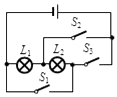 S₂
L₁ L₂ S₃
S₁